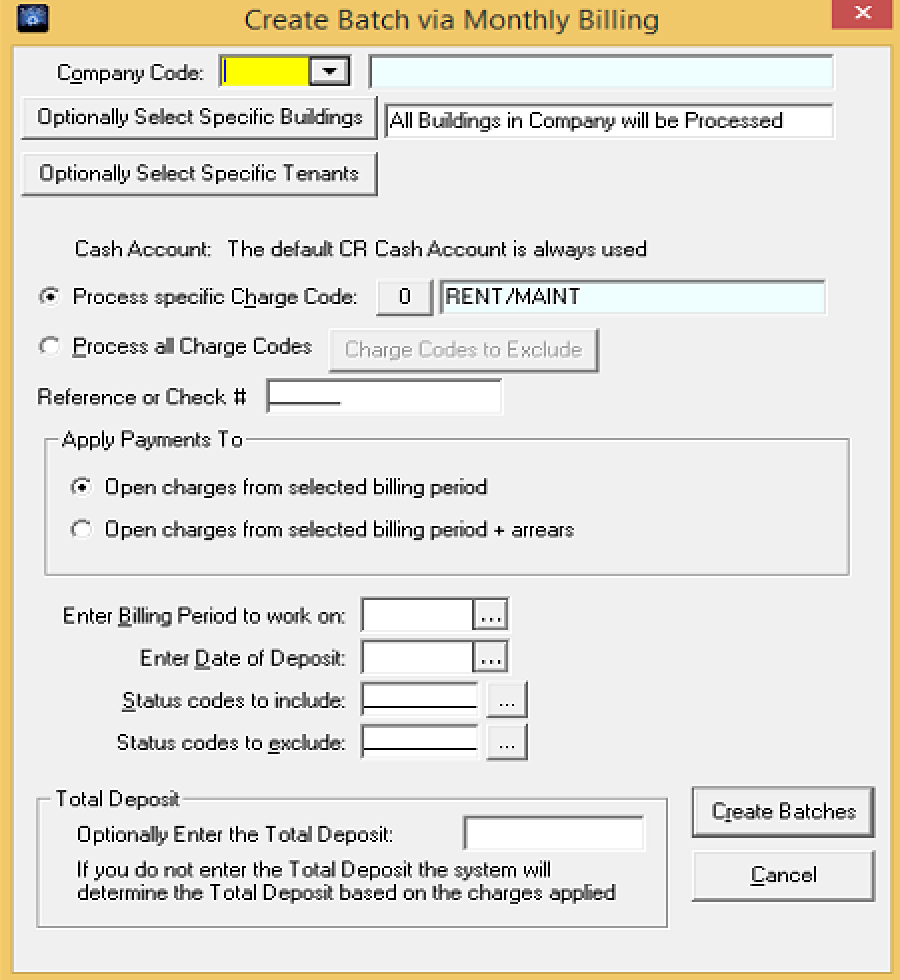 Create Batch via Monthly Billing
Company Code:
Optionally Select Specific Buildings All Buildings in Company will be Processed
Optionally Select Specific Tenants
Cash Account: The default CR Cash Account is always used
Process specific Charge Code: 0 RENT/MAINT
Process all Charge Codes Charge Codes to Exclude
Reference or Check #
Apply Payments To
Open charges from selected billing period
Open charges from selected billing period + arrears
Enter Billing Period to work on: ...
Enter Date of Deposit: ...
Status codes to include: ...
Status codes to exclude: ...
Total Deposit
Optionally Enter the Total Deposit:
If you do not enter the Total Deposit the system will
determine the Total Deposit based on the charges applied
Create Batches
Cancel